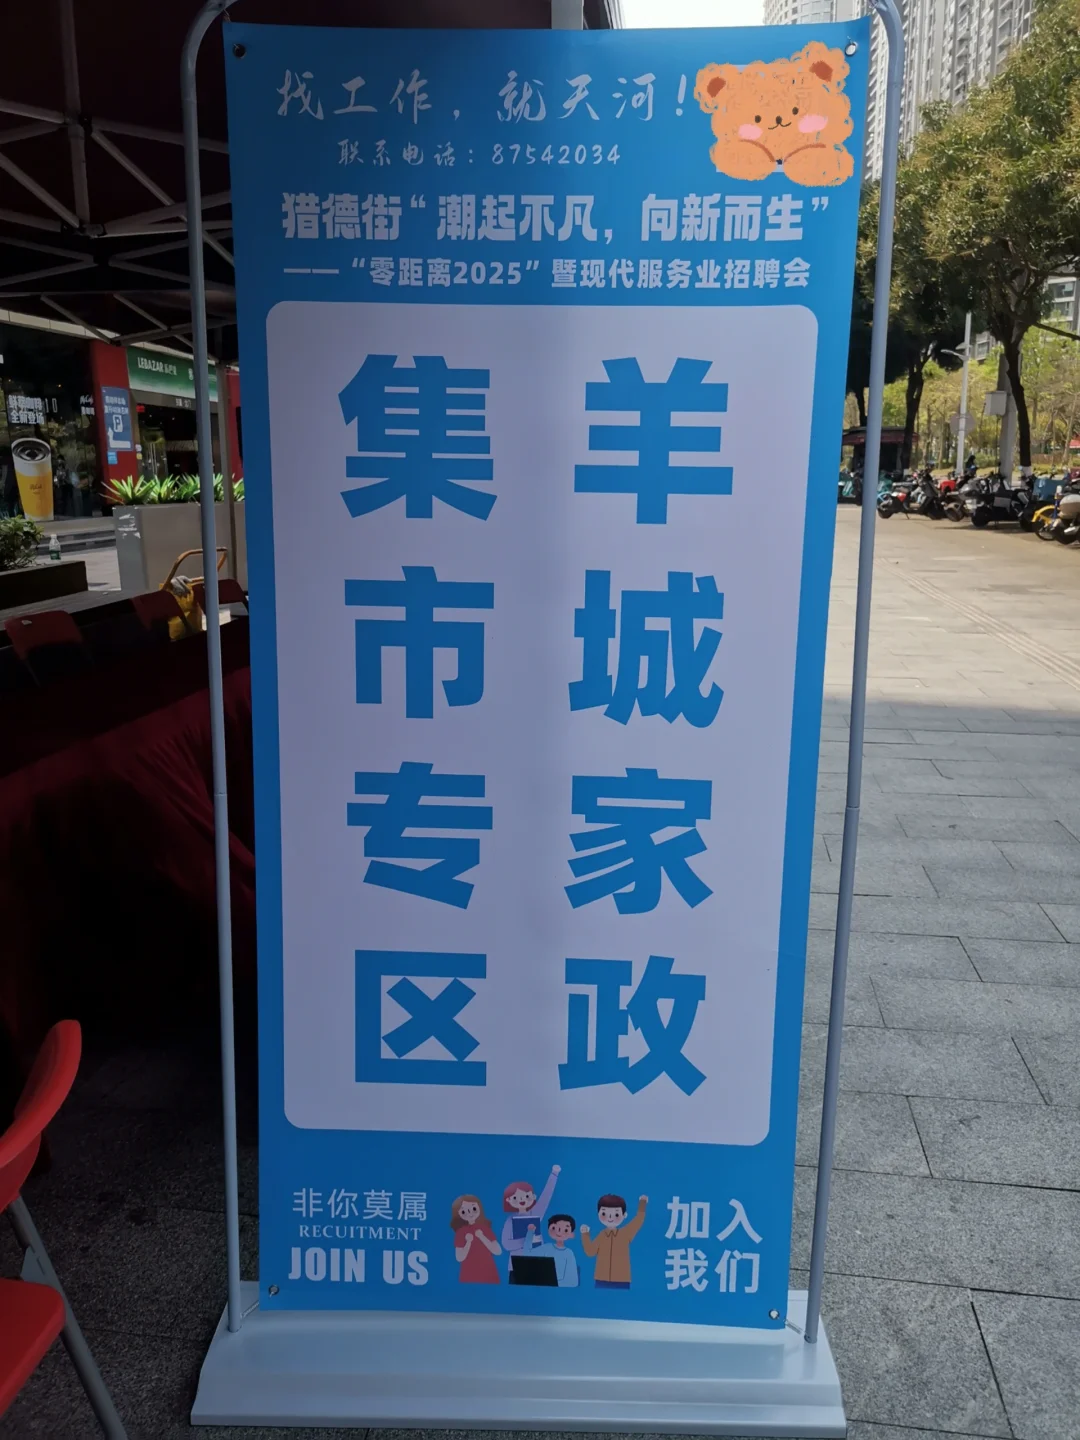 找工作，就天河！
联系电话：87542034
猎德街“潮起不凡，向新而生”
——“零距离2025”暨现代服务业招聘会
羊城家政
集市专区
非你莫属
RECUITMENT
JOIN US
加入
我们
LEBAZAR
P